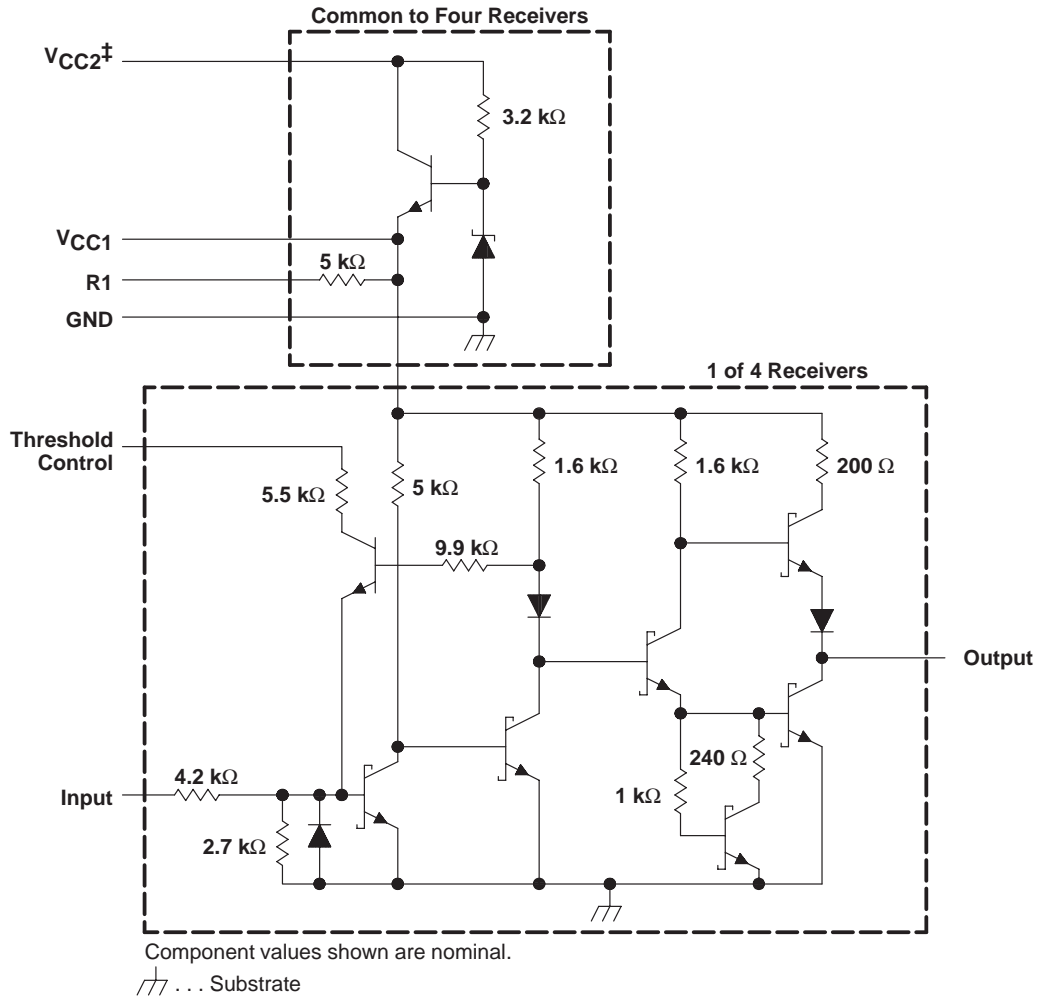 Common to Four Receivers
VCC2‡
3.2 kΩ
VCC1
5 kΩ
R1
GND
1 of 4 Receivers
Threshold
Control
5.5 kΩ
5 kΩ
1.6 kΩ
1.6 kΩ
200 Ω
9.9 kΩ
Output
4.2 kΩ
Input
2.7 kΩ
240 Ω
1 kΩ
Component values shown are nominal.
. . . Substrate